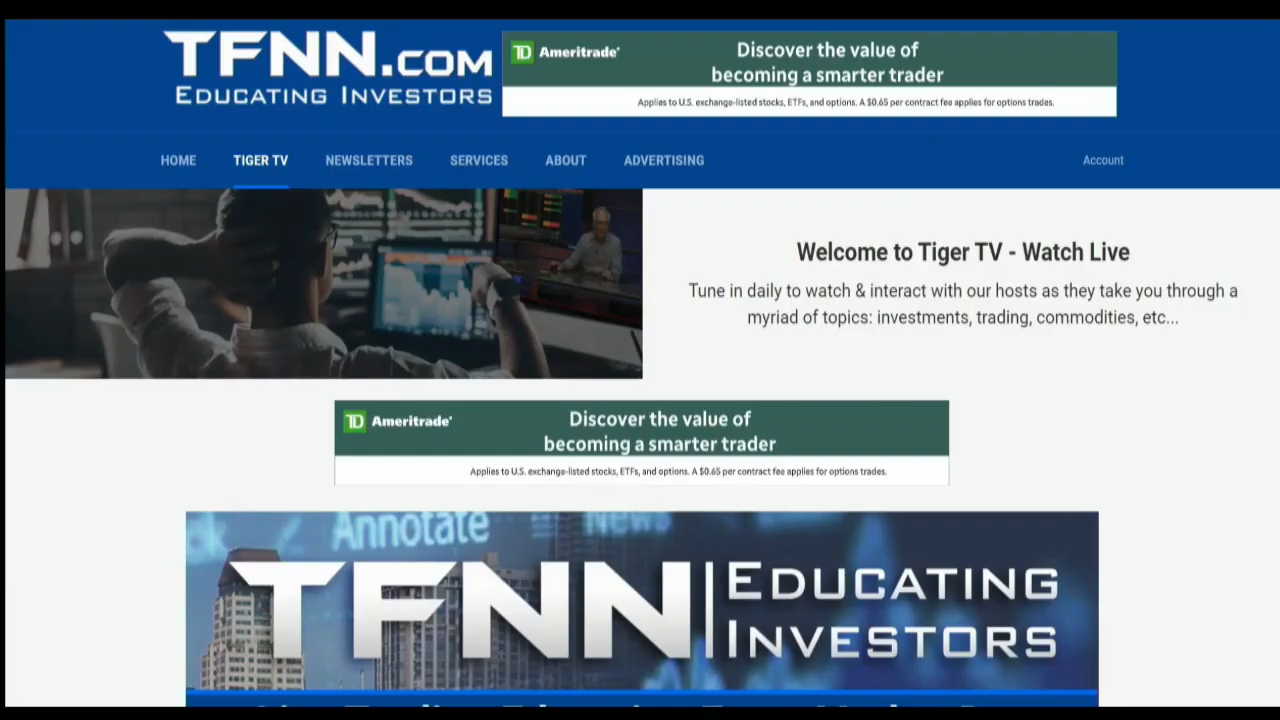 TFNN.COM
EDUCATING INVESTORS
TD Ameritrade
Discover the value of
becoming a smarter trader
Applies to U.S. exchange-listed stocks, ETFs, and options. A $0.65 per contract fee applies for options trades.
HOME TIGER TV NEWSLETTERS SERVICES ABOUT ADVERTISING Account
Welcome to Tiger TV - Watch Live
Tune in daily to watch & interact with our hosts as they take you through a
myriad of topics: investments, trading, commodities, etc...
TD Ameritrade
Discover the value of
becoming a smarter trader
Applies to U.S. exchange-listed stocks, ETFs, and options. A $0.65 per contract fee applies for options trades.
Annotate News
TFNN EDUCATING
INVESTORS